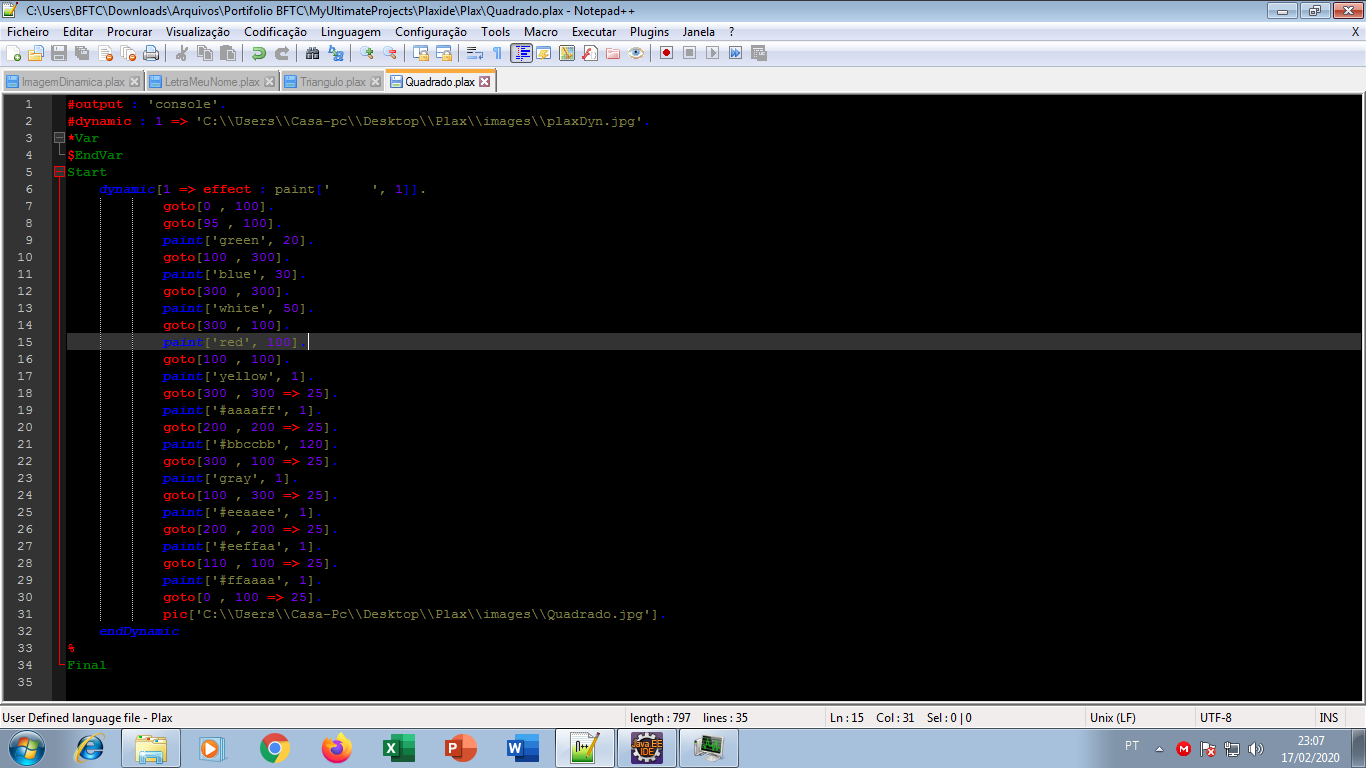 C:\Users\BFTC\Downloads\Arquivos\Portifolio BFTC\MyUltimateProjects\Plaxide\Plax\Quadrado.plax - Notepad++
Ficheiro Editar Procurar Visualização Codificação Linguagem Configuração Tools Macro Executar Plugins Janela ? X
ImagemDinamica.plax LetraMeuNome.plax Triangulo.plax Quadrado.plax
1 #output : 'console'.
2 #dynamic : 1 => 'C:\\Users\\Casa-pc\\Desktop\\Plax\\images\\plaxDyn.jpg'.
3 *Var
4 $EndVar
5 Start
6 dynamic[1 => effect : paint['     ', 1]].
7 goto[0 , 100].
8 goto[95 , 100].
9 paint['green', 20].
10 goto[100 , 300].
11 paint['blue', 30].
12 goto[300 , 300].
13 paint['white', 50].
14 goto[300 , 100].
15 paint['red', 100].
16 goto[100 , 100].
17 paint['yellow', 1].
18 goto[300 , 300 => 25].
19 paint['#aaaaff', 1].
20 goto[200 , 200 => 25].
21 paint['#bbccbb', 120].
22 goto[300 , 100 => 25].
23 paint['gray', 1].
24 goto[100 , 300 => 25].
25 paint['#eeaaee', 1].
26 goto[200 , 200 => 25].
27 paint['#eeffaa', 1].
28 goto[110 , 100 => 25].
29 paint['#ffaaaa', 1].
30 goto[0 , 100 => 25].
31 pic['C:\\Users\\Casa-Pc\\Desktop\\Plax\\images\\Quadrado.jpg'].
32 endDynamic
33 %
34 Final
35
User Defined language file - Plax length : 797 lines : 35 Ln : 15 Col : 31 Sel : 0 | 0 Unix (LF) UTF-8 INS
PT 23:07
17/02/2020